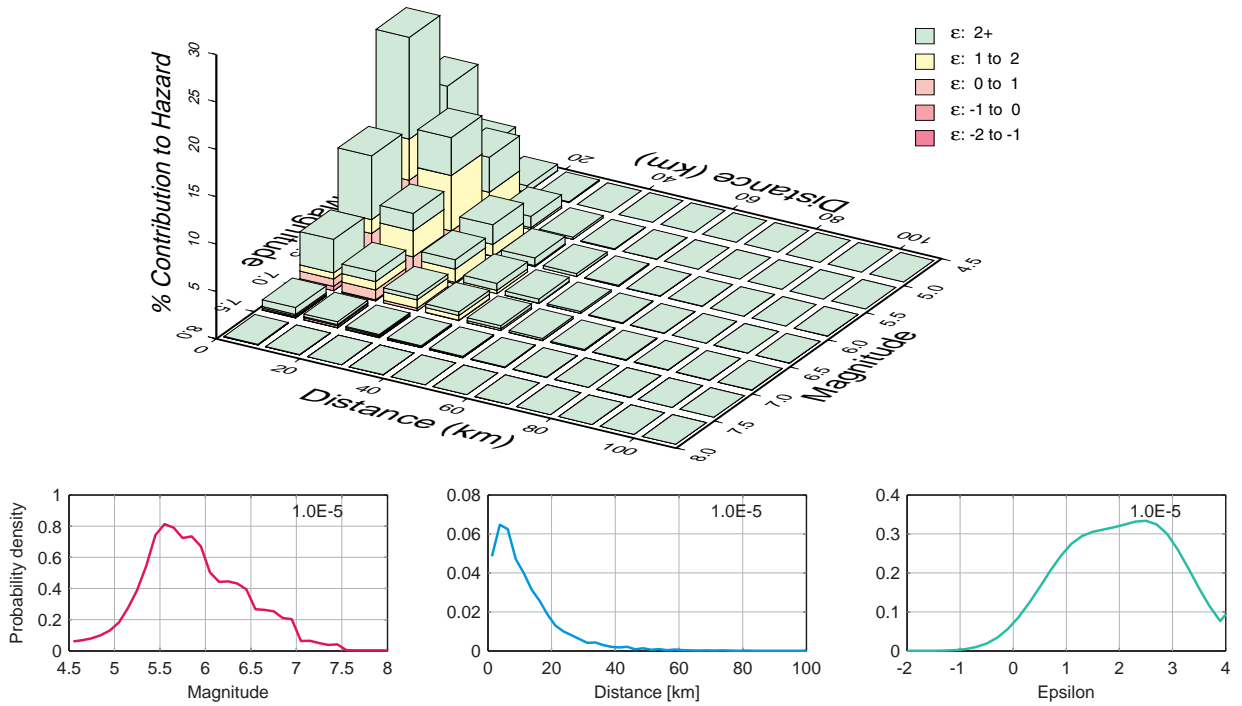 % Contribution to Hazard
30
25
20
15
10
5
ε: 2+
ε: 1 to 2
ε: 0 to 1
ε: -1 to 0
ε: -2 to -1
20
40
60
80
100
Distance (km)
4.5
5.0
5.5
6.0
6.5
7.0
7.5
8.0
Magnitude
Magnitude
7.0
7.5
8.0
0
20
40
60
80
100
Distance (km)
1
0.8
0.6
0.4
0.2
0
Probability density
1.0E-5
4.5 5 5.5 6 6.5 7 7.5 8
Magnitude
0.08
0.06
0.04
0.02
0
1.0E-5
0 20 40 60 80 100
Distance [km]
0.4
0.3
0.2
0.1
0
1.0E-5
-2 -1 0 1 2 3 4
Epsilon